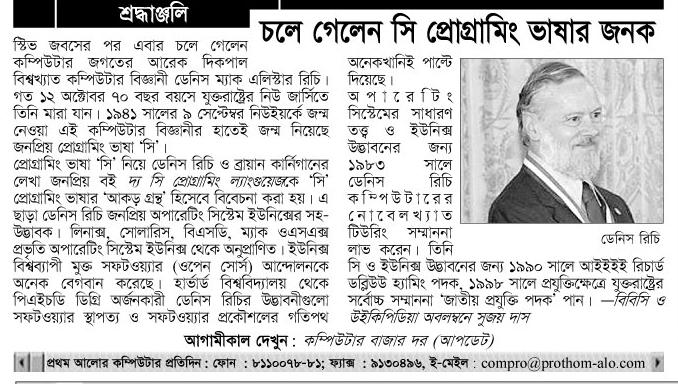 শ্রদ্ধাঞ্জলি
চলে গেলেন সি প্রোগ্রামিং ভাষার জনক
স্টিভ জবসের পর এবার চলে গেলেন
কম্পিউটার জগতের আরেক দিকপাল
বিশ্বখ্যাত কম্পিউটার বিজ্ঞানী ডেনিস ম্যাক এলিস্টার রিচি।
গত ১২ অক্টোবর ৭০ বছর বয়সে যুক্তরাষ্ট্রের নিউ জার্সিতে
তিনি মারা যান। ১৯৪১ সালের ৯ সেপ্টেম্বর নিউইয়র্কে জন্ম
নেওয়া এই কম্পিউটার বিজ্ঞানীর হাতেই জন্ম নিয়েছে
জনপ্রিয় প্রোগ্রামিং ভাষা ‘সি’।
প্রোগ্রামিং ভাষা ‘সি’ নিয়ে ডেনিস রিচি ও ব্রায়ান কার্নিগানের
লেখা জনপ্রিয় বই দ্য সি প্রোগ্রামিং ল্যাংগুয়েজকে ‘সি’
প্রোগ্রামিং ভাষার ‘আকড় গ্রন্থ’ হিসেবে বিবেচনা করা হয়। এ
ছাড়া ডেনিস রিচি জনপ্রিয় অপারেটিং সিস্টেম ইউনিক্সের সহ-
উদ্ভাবক। লিনাক্স, সোলারিস, বিএসডি, ম্যাক ওএসএক্স
প্রভৃতি অপারেটিং সিস্টেম ইউনিক্স থেকে অনুপ্রাণিত। ইউনিক্স
বিশ্বব্যাপী মুক্ত সফটওয়্যার (ওপেন সোর্স) আন্দোলনকে
অনেক বেগবান করেছে। হার্ভার্ড বিশ্ববিদ্যালয় থেকে
পিএইচডি ডিগ্রি অর্জনকারী ডেনিস রিচির উদ্ভাবনীগুলো
সফটওয়্যার স্থাপত্য ও সফটওয়্যার প্রকৌশলের গতিপথ
অনেকখানিই পাল্টে
দিয়েছে।
অপারেটিং
সিস্টেমের সাধারণ
তত্ত্ব ও ইউনিক্স
উদ্ভাবনের জন্য
১৯৮৩ সালে
ডেনিস রিচি
কম্পিউটারের
নোবেলখ্যাত
টিউরিং সম্মাননা
লাভ করেন। তিনি
সি ও ইউনিক্স উদ্ভাবনের জন্য ১৯৯০ সালে আইইইই রিচার্ড
ডব্লিউ হ্যামিং পদক, ১৯৯৮ সালে প্রযুক্তিক্ষেত্রে যুক্তরাষ্ট্রের
সর্বোচ্চ সম্মাননা ‘জাতীয় প্রযুক্তি পদক’ পান। —বিবিসি ও
উইকিপিডিয়া অবলম্বনে সুজয় দাস
ডেনিস রিচি
আগামীকাল দেখুন : কম্পিউটার বাজার দর (আপডেট)
প্রথম আলোর কম্পিউটার প্রতিদিন : ফোন : ৮১১০০৭৮-৮১; ফ্যাক্স : ৯১৩০৪৯৬, ই-মেইল : compro@prothom-alo.com